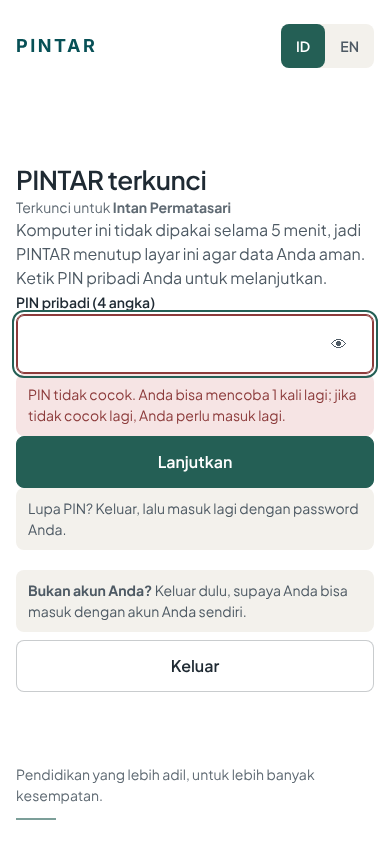 PINTAR
ID
EN
PINTAR terkunci
Terkunci untuk Intan Permatasari
Komputer ini tidak dipakai selama 5 menit, jadi
PINTAR menutup layar ini agar data Anda aman.
Ketik PIN pribadi Anda untuk melanjutkan.
PIN pribadi (4 angka)
PIN tidak cocok. Anda bisa mencoba 1 kali lagi; jika
tidak cocok lagi, Anda perlu masuk lagi.
Lanjutkan
Lupa PIN? Keluar, lalu masuk lagi dengan password
Anda.
Bukan akun Anda? Keluar dulu, supaya Anda bisa
masuk dengan akun Anda sendiri.
Keluar
Pendidikan yang lebih adil, untuk lebih banyak
kesempatan.